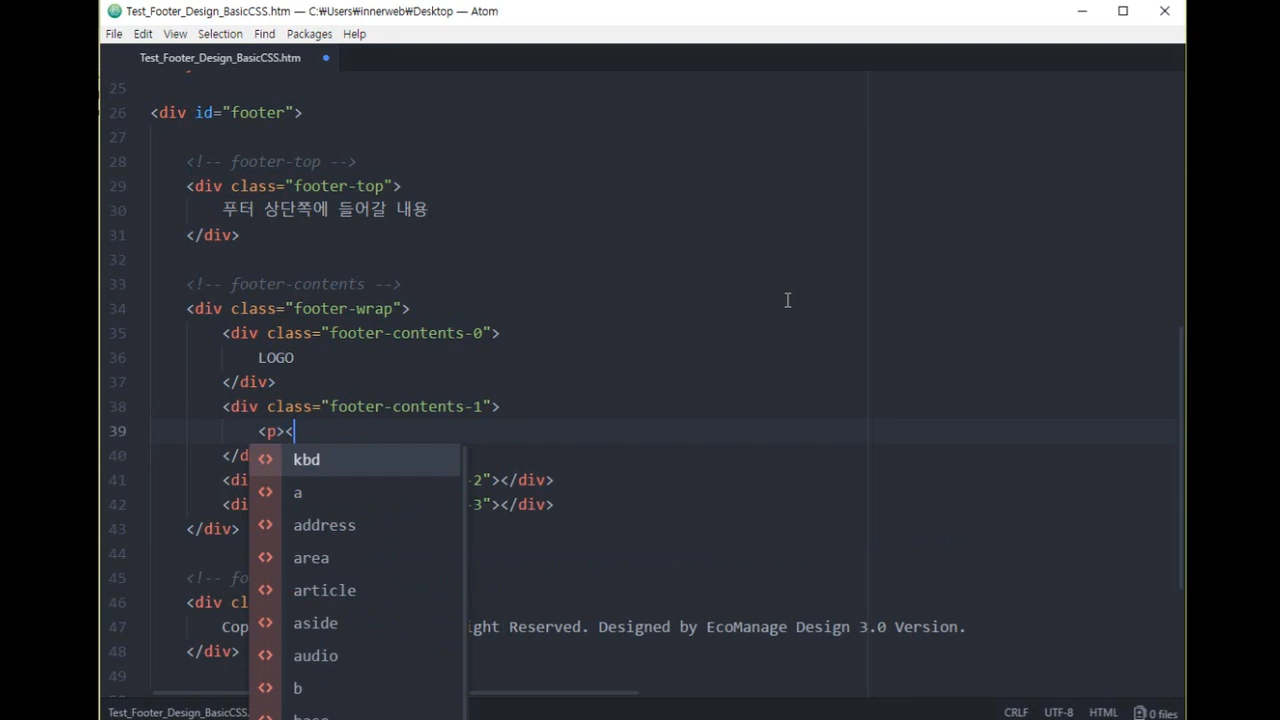 Test_Footer_Design_BasicCSS.htm — C:₩Users₩innerweb₩Desktop — Atom
File Edit View Selection Find Packages Help
Test_Footer_Design_BasicCSS.htm
25
26 <div id="footer">
27
28 <!-- footer-top -->
29 <div class="footer-top">
30 푸터 상단쪽에 들어갈 내용
31 </div>
32
33 <!-- footer-contents -->
34 <div class="footer-wrap">
35 <div class="footer-contents-0">
36 LOGO
37 </div>
38 <div class="footer-contents-1">
39 <p><
40 </d
kbd
41 <di -2"></div>
a
42 <di -3"></div>
address
43 </div>
area
44
45 <!-- fo
article
46 <div cl
aside
47 Cop ight Reserved. Designed by EcoManage Design 3.0 Version.
audio
48 </div>
49
b
Test_Footer_Design_BasicCSS. CRLF UTF-8 HTML 0 files